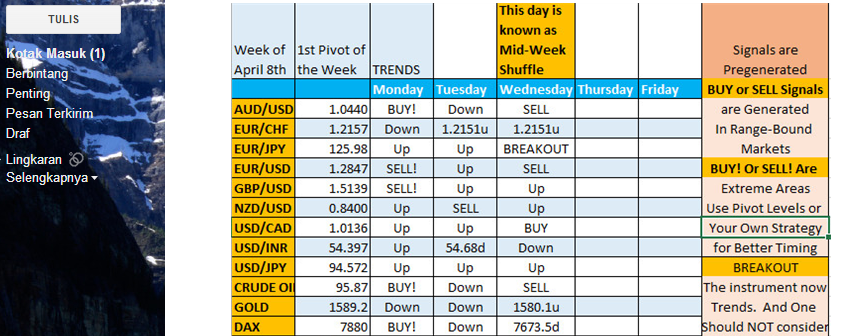 TULIS
Kotak Masuk (1)
Berbintang
Penting
Pesan Terkirim
Draf
Lingkaran
Selengkapnya
This day is
known as
Week of 1st Pivot of Mid-Week
April 8th the Week TRENDS Shuffle
Monday Tuesday Wednesday Thursday Friday
AUD/USD 1.0440 BUY! Down SELL
EUR/CHF 1.2157 Down 1.2151u 1.2151u
EUR/JPY 125.98 Up Up BREAKOUT
EUR/USD 1.2847 SELL! Up SELL
GBP/USD 1.5139 SELL! Up Up
NZD/USD 0.8400 Up SELL Up
USD/CAD 1.0136 Up Up BUY
USD/INR 54.397 Up 54.68d Down
USD/JPY 94.572 Up Up Up
CRUDE OIL 95.87 BUY! Down SELL
GOLD 1589.2 Down Down 1580.1u
DAX 7880 BUY! Down 7673.5d
Signals are
Pregenerated
BUY or SELL Signals
are Generated
In Range-Bound
Markets
BUY! Or SELL! Are
Extreme Areas
Use Pivot Levels or
Your Own Strategy
for Better Timing
BREAKOUT
The instrument now
Trends. And One
Should NOT consider